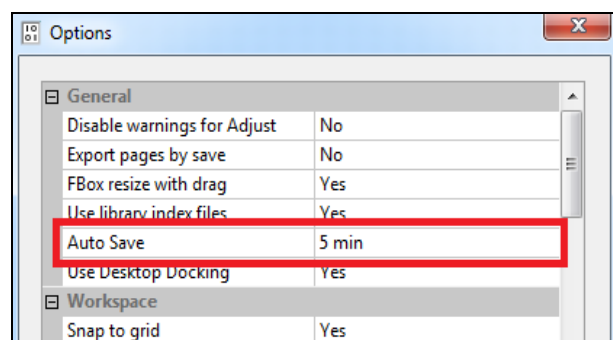 Options
General
Disable warnings for Adjust No
Export pages by save No
FBox resize with drag Yes
Use library index files Yes
Auto Save 5 min
Use Desktop Docking Yes
Workspace
Snap to grid Yes